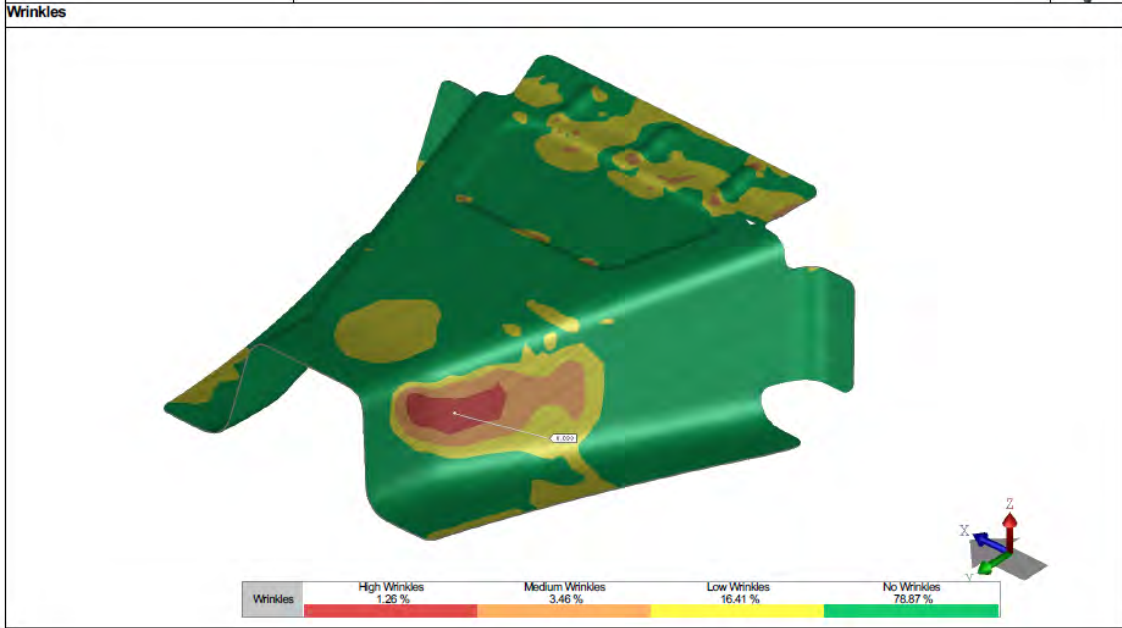 Wrinkles
Z
X
Y
Wrinkles
High Wrinkles
1.26 %
Medium Wrinkles
3.46 %
Low Wrinkles
16.41 %
No Wrinkles
78.87 %